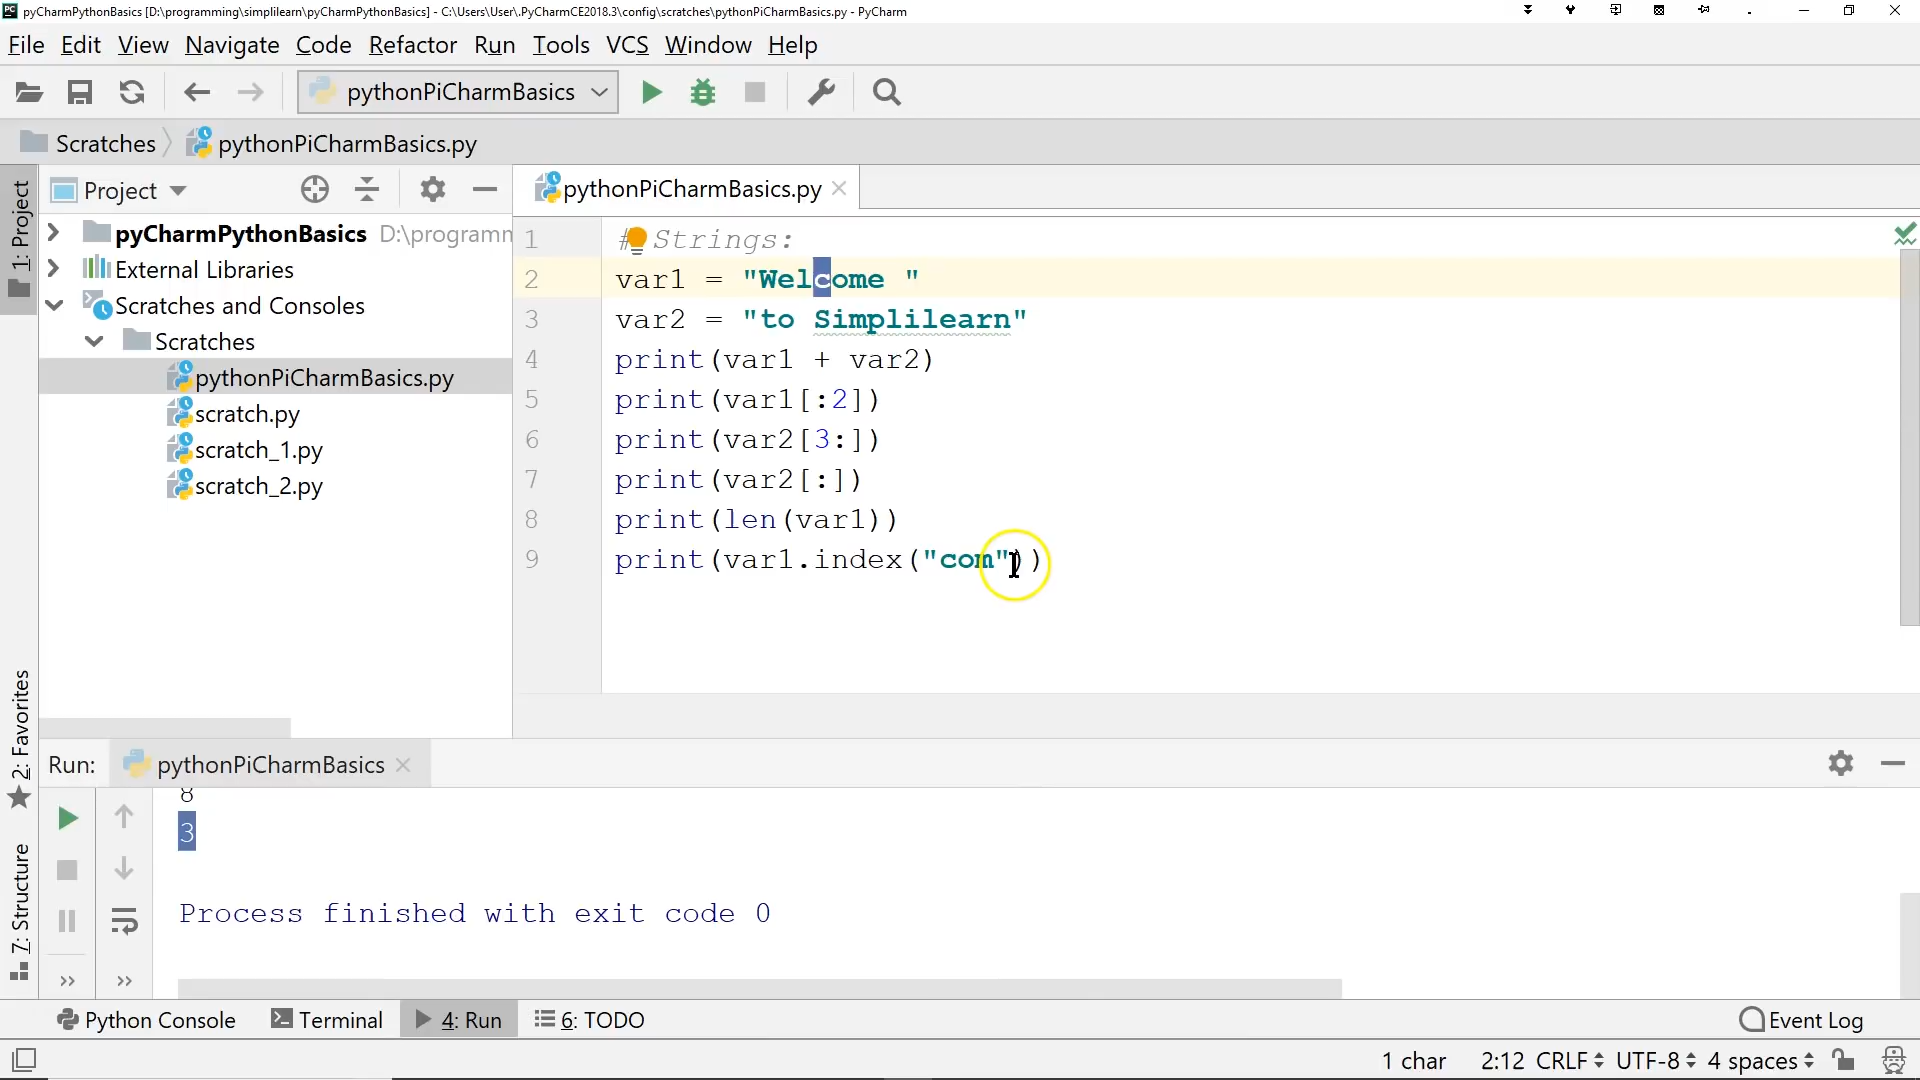 pyCharmPythonBasics [D:\programming\simplilearn\pyCharmPythonBasics] - C:\Users\User\.PyCharmCE2018.3\config\scratches\pythonPiCharmBasics.py - PyCharm
File Edit View Navigate Code Refactor Run Tools VCS Window Help
pythonPiCharmBasics
Scratches pythonPiCharmBasics.py
1: Project
Project
pythonPiCharmBasics.py
pyCharmPythonBasics D:\programm
External Libraries
Scratches and Consoles
Scratches
pythonPiCharmBasics.py
scratch.py
scratch_1.py
scratch_2.py
1 # Strings:
2 var1 = "Welcome "
3 var2 = "to Simplilearn"
4 print(var1 + var2)
5 print(var1[:2])
6 print(var2[3:])
7 print(var2[:])
8 print(len(var1))
9 print(var1.index("com"))
2: Favorites
7: Structure
Run: pythonPiCharmBasics
8
3
Process finished with exit code 0
Python Console Terminal 4: Run 6: TODO Event Log
1 char 2:12 CRLF UTF-8 4 spaces